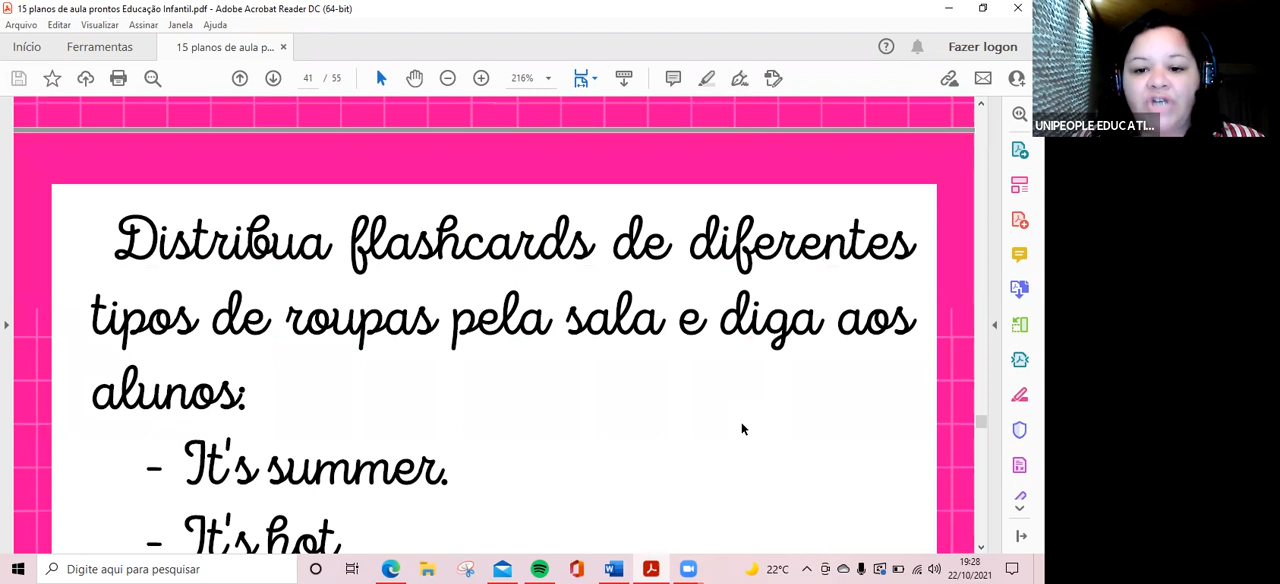 15 planos de aula prontos Educação Infantil.pdf - Adobe Acrobat Reader DC (64-bit)
Arquivo Editar Visualizar Assinar Janela Ajuda
Início Ferramentas 15 planos de aula p... × Fazer logon
41 / 55 216%
UNIPEOPLE EDUCATI...
Distribua flashcards de diferentes
tipos de roupas pela sala e diga aos
alunos:
- It's summer.
- It's hot
Digite aqui para pesquisar
22°C
19:28
22/10/2021